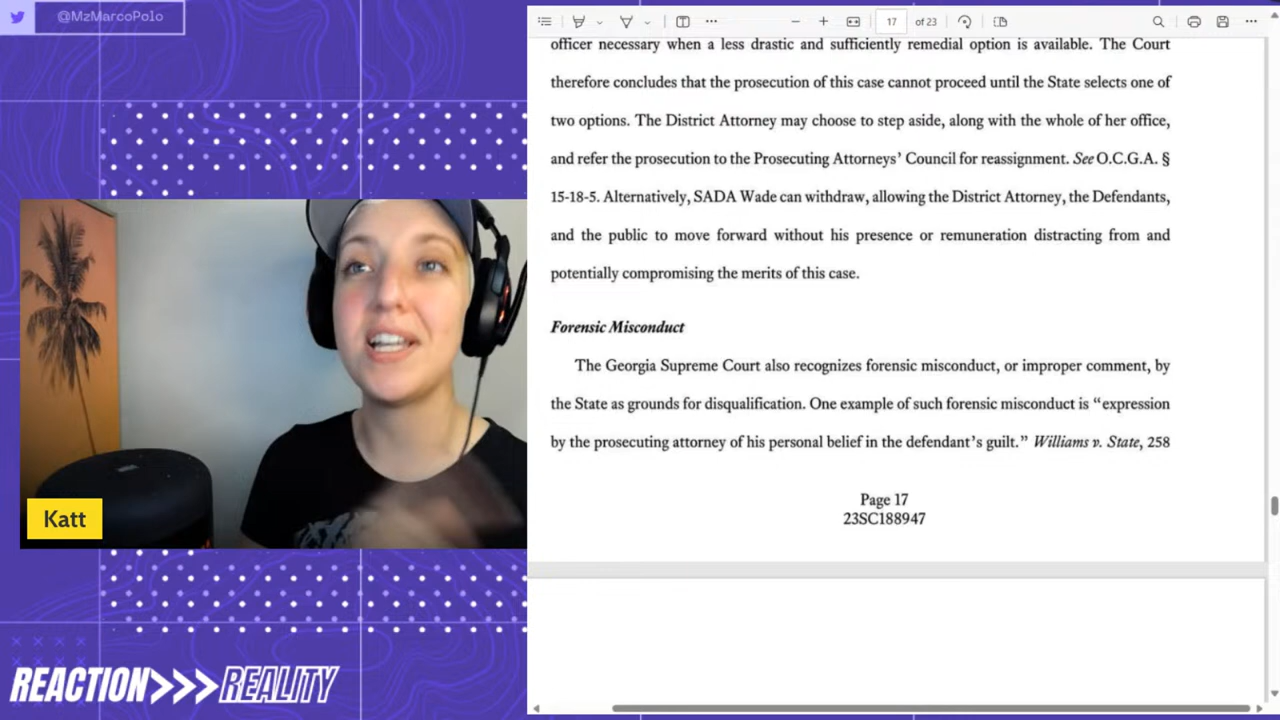 @MzMarcoPolo
17 of 23
officer necessary when a less drastic and sufficiently remedial option is available. The Court
therefore concludes that the prosecution of this case cannot proceed until the State selects one of
two options. The District Attorney may choose to step aside, along with the whole of her office,
and refer the prosecution to the Prosecuting Attorneys’ Council for reassignment. See O.C.G.A. §
15-18-5. Alternatively, SADA Wade can withdraw, allowing the District Attorney, the Defendants,
and the public to move forward without his presence or remuneration distracting from and
potentially compromising the merits of this case.
Forensic Misconduct
The Georgia Supreme Court also recognizes forensic misconduct, or improper comment, by
the State as grounds for disqualification. One example of such forensic misconduct is “expression
by the prosecuting attorney of his personal belief in the defendant’s guilt.” Williams v. State, 258
Page 17
23SC188947
Katt
REACTION>>>REALITY